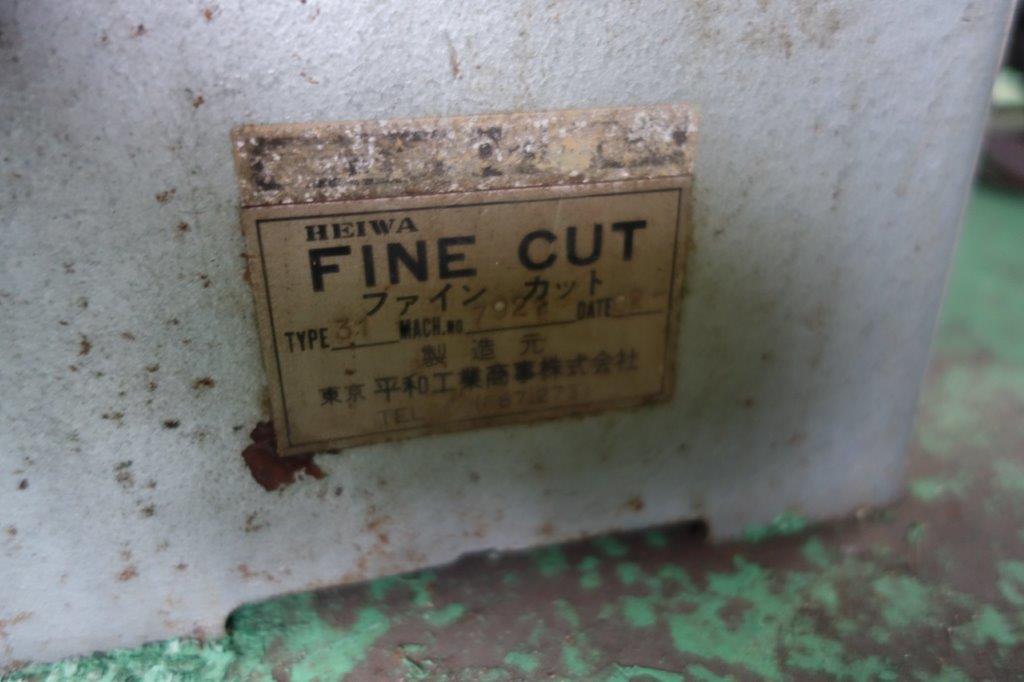 HEIWA
FINE CUT
ファイン カット
TYPE 31 MACH.NO DATE
製造元
東京 平和工業商事株式会社
TEL